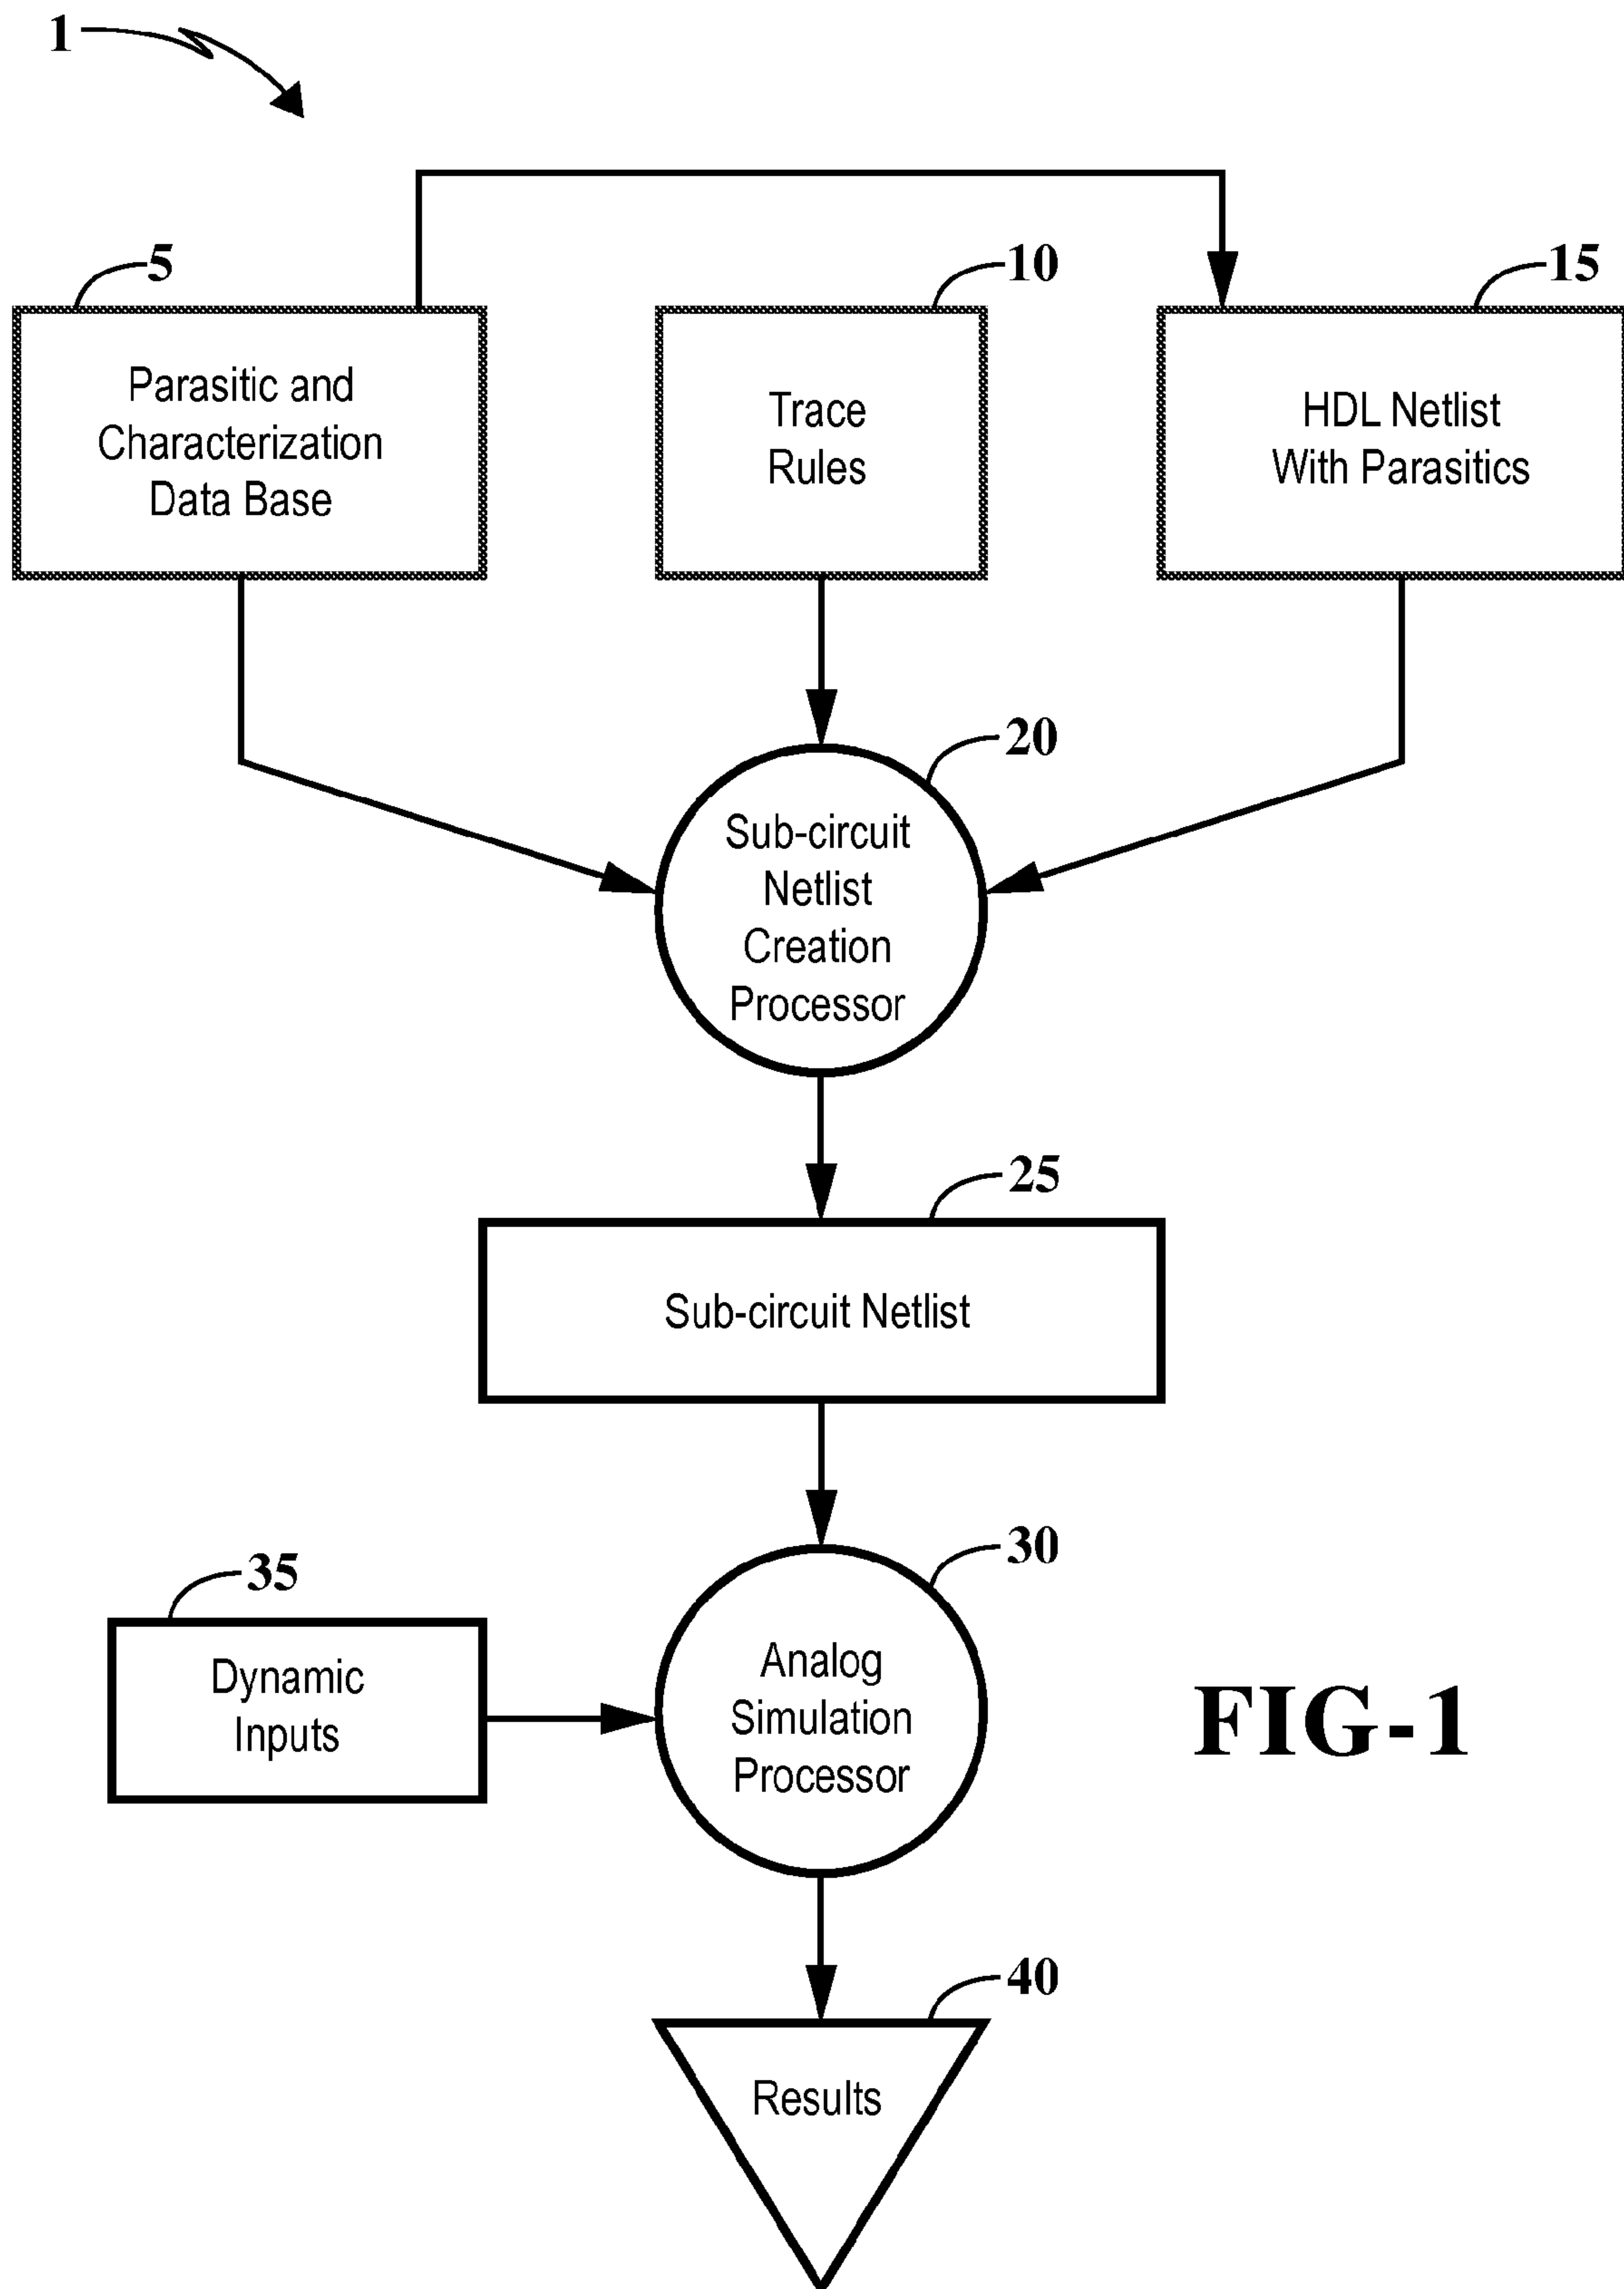 1
5
10
15
Parasitic and
Characterization
Data Base
Trace
Rules
HDL Netlist
With Parasitics
20
Sub-circuit
Netlist
Creation
Processor
25
Sub-circuit Netlist
30
35
Dynamic
Inputs
Analog
Simulation
Processor
FIG-1
40
Results